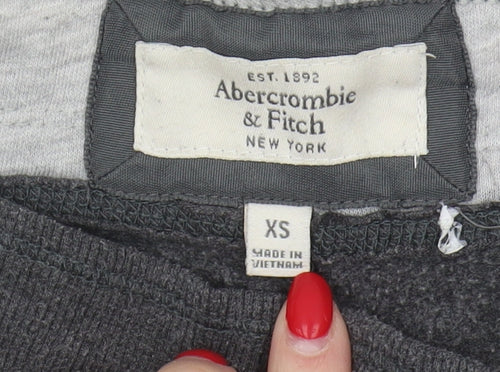 EST. 1892
Abercrombie
& Fitch
NEW YORK
XS
MADE IN
VIETNAM